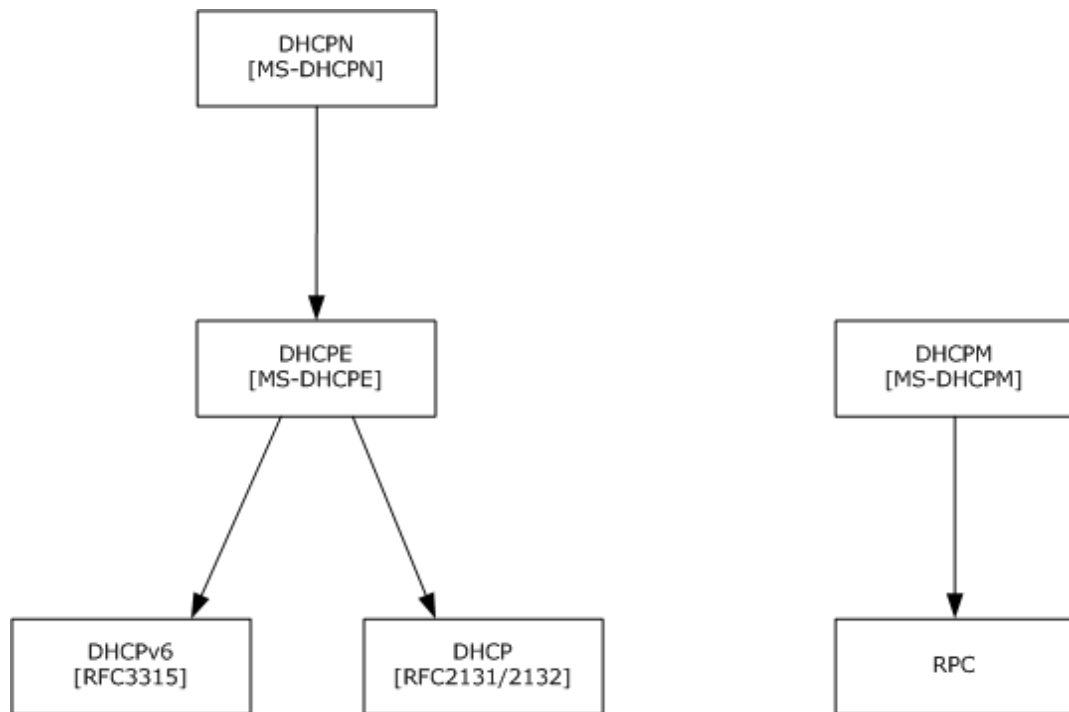 DHCPN
[MS-DHCPN]
DHCPE
[MS-DHCPE]
DHCPM
[MS-DHCPM]
DHCPv6
[RFC3315]
DHCP
[RFC2131/2132]
RPC